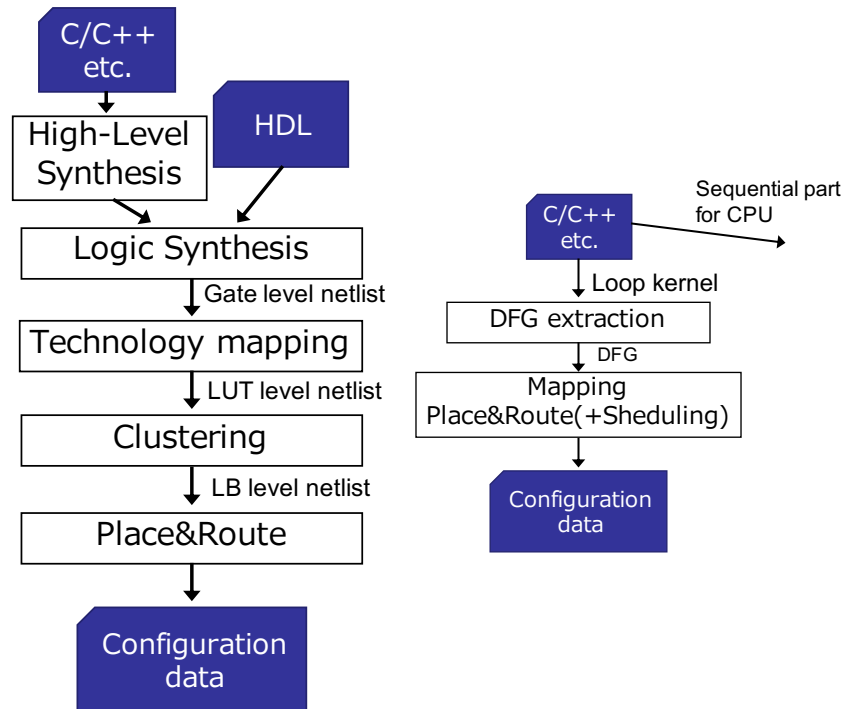 C/C++
etc.
HDL
High-Level
Synthesis
Logic Synthesis
Gate level netlist
Technology mapping
LUT level netlist
Clustering
LB level netlist
Place&Route
Configuration
data
C/C++
etc.
Sequential part
for CPU
Loop kernel
DFG extraction
DFG
Mapping
Place&Route(+Sheduling)
Configuration
data